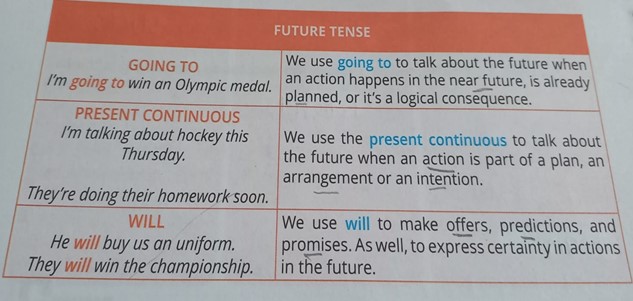 FUTURE TENSE
GOING TO
I'm going to win an Olympic medal.
We use going to to talk about the future when
an action happens in the near future, is already
planned, or it's a logical consequence.
PRESENT CONTINUOUS
I'm talking about hockey this
Thursday.
They're doing their homework soon.
We use the present continuous to talk about
the future when an action is part of a plan, an
arrangement or an intention.
WILL
He will buy us an uniform.
They will win the championship.
We use will to make offers, predictions, and
promises. As well, to express certainty in actions
in the future.